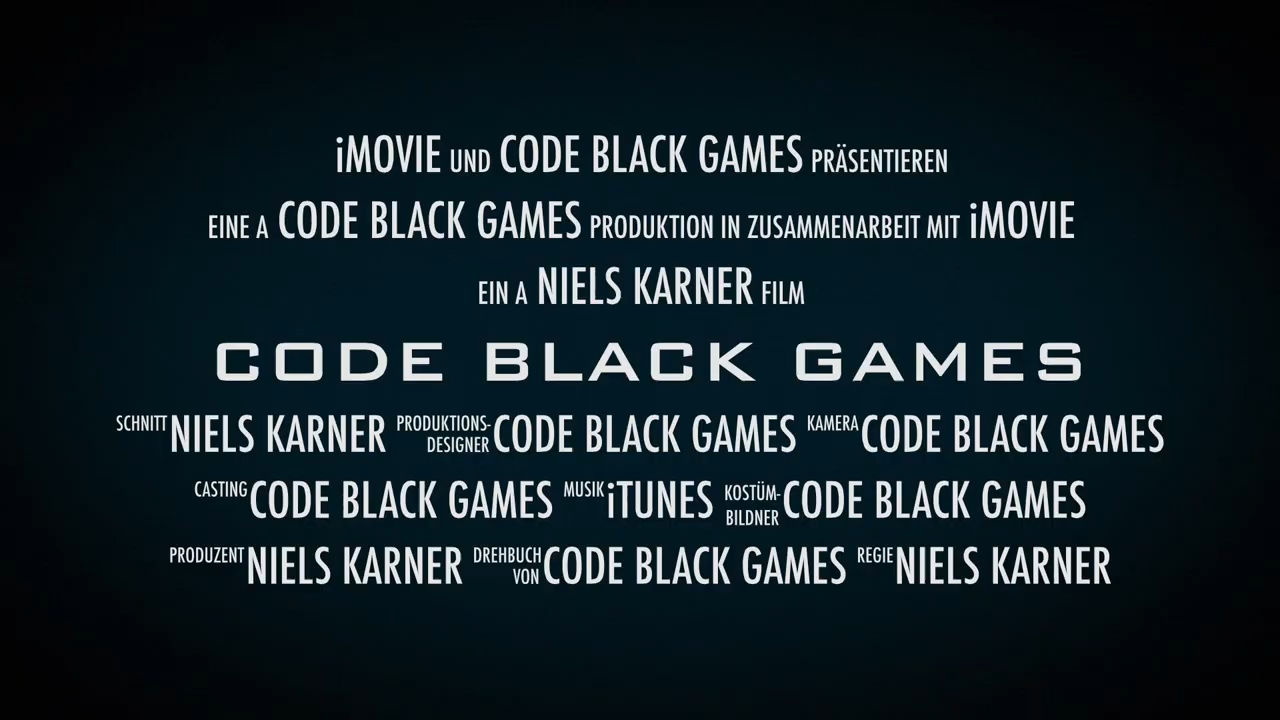 iMOVIE UND CODE BLACK GAMES PRÄSENTIEREN
EINE A CODE BLACK GAMES PRODUKTION IN ZUSAMMENARBEIT MIT iMOVIE
EIN A NIELS KARNER FILM
CODE BLACK GAMES
SCHNITT NIELS KARNER PRODUKTIONS-DESIGNER CODE BLACK GAMES KAMERA CODE BLACK GAMES
CASTING CODE BLACK GAMES MUSIK iTUNES KOSTÜM-BILDNER CODE BLACK GAMES
PRODUZENT NIELS KARNER DREHBUCH VON CODE BLACK GAMES REGIE NIELS KARNER